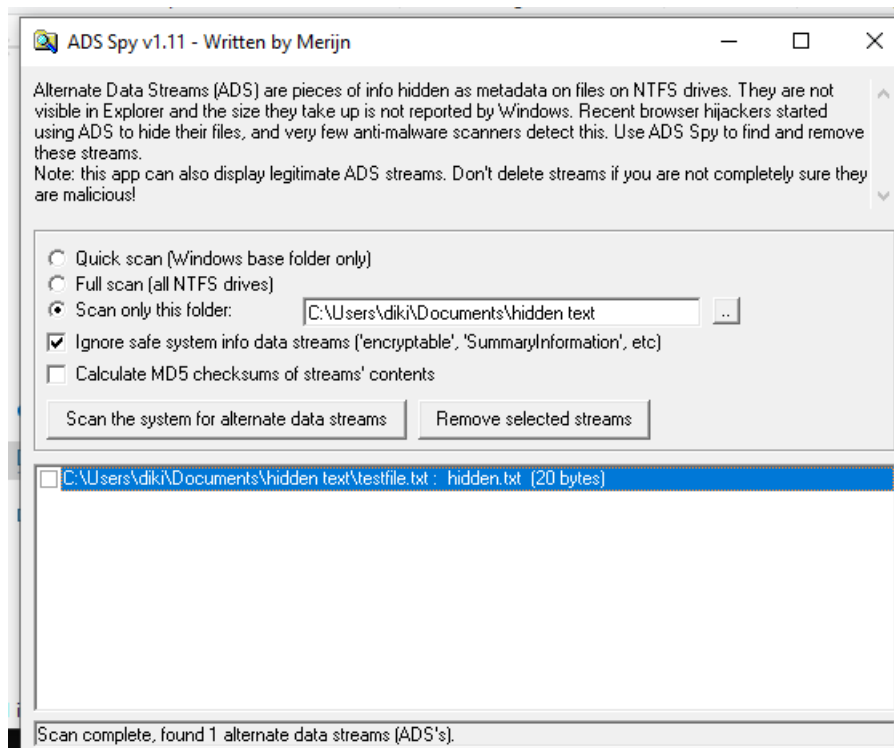 ADS Spy v1.11 - Written by Merijn
Alternate Data Streams (ADS) are pieces of info hidden as metadata on files on NTFS drives. They are not
visible in Explorer and the size they take up is not reported by Windows. Recent browser hijackers started
using ADS to hide their files, and very few anti-malware scanners detect this. Use ADS Spy to find and remove
these streams.
Note: this app can also display legitimate ADS streams. Don't delete streams if you are not completely sure they
are malicious!
Quick scan (Windows base folder only)
Full scan (all NTFS drives)
Scan only this folder: C:\Users\diki\Documents\hidden text ..
Ignore safe system info data streams ('encryptable', 'SummaryInformation', etc)
Calculate MD5 checksums of streams' contents
Scan the system for alternate data streams Remove selected streams
C:\Users\diki\Documents\hidden text\testfile.txt : hidden.txt (20 bytes)
Scan complete, found 1 alternate data streams (ADS's).